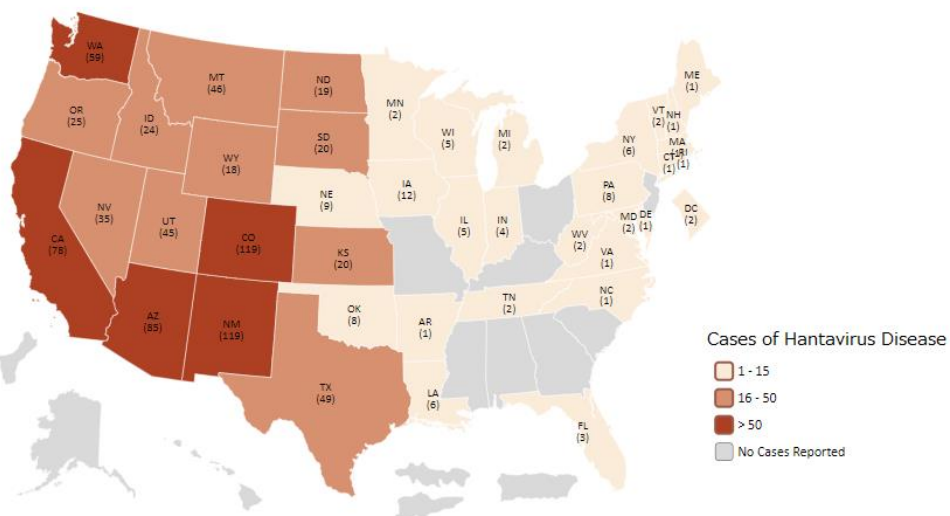 WA
(59)
MT
(46)
ND
(19)
MN
(2)
ME
(1)
OR
(25)
ID
(24)
SD
(20)
WI
(5)
MI
(2)
VT
(2)
NH
(1)
NY
(6)
MA
RI
(1)
CT
(1)
WY
(18)
IA
(12)
NE
(9)
PA
(8)
NV
(35)
UT
(45)
CO
(119)
IL
(5)
IN
(4)
WV
(2)
MD
(2)
DE
(1)
DC
(2)
CA
(78)
KS
(20)
VA
(1)
TN
(2)
NC
(1)
AZ
(85)
NM
(119)
OK
(8)
AR
(1)
TX
(49)
LA
(6)
FL
(3)
Cases of Hantavirus Disease
1 - 15
16 - 50
> 50
No Cases Reported